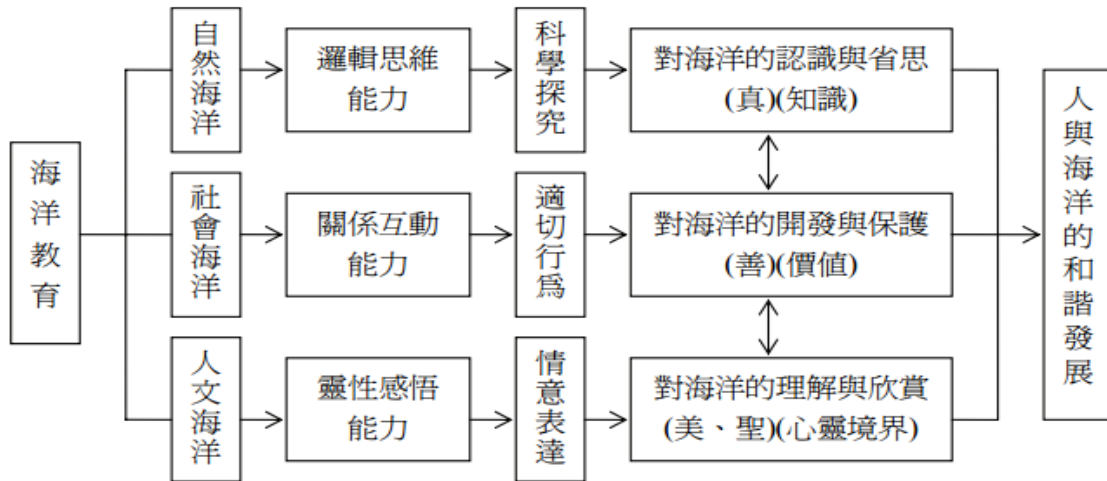 海洋教育
自然海洋
邏輯思維
能力
科學探究
對海洋的認識與省思
(真)(知識)
社會海洋
關係互動
能力
適切行為
對海洋的開發與保護
(善)(價值)
人文海洋
靈性感悟
能力
情意表達
對海洋的理解與欣賞
(美、聖)(心靈境界)
人與海洋的和諧發展